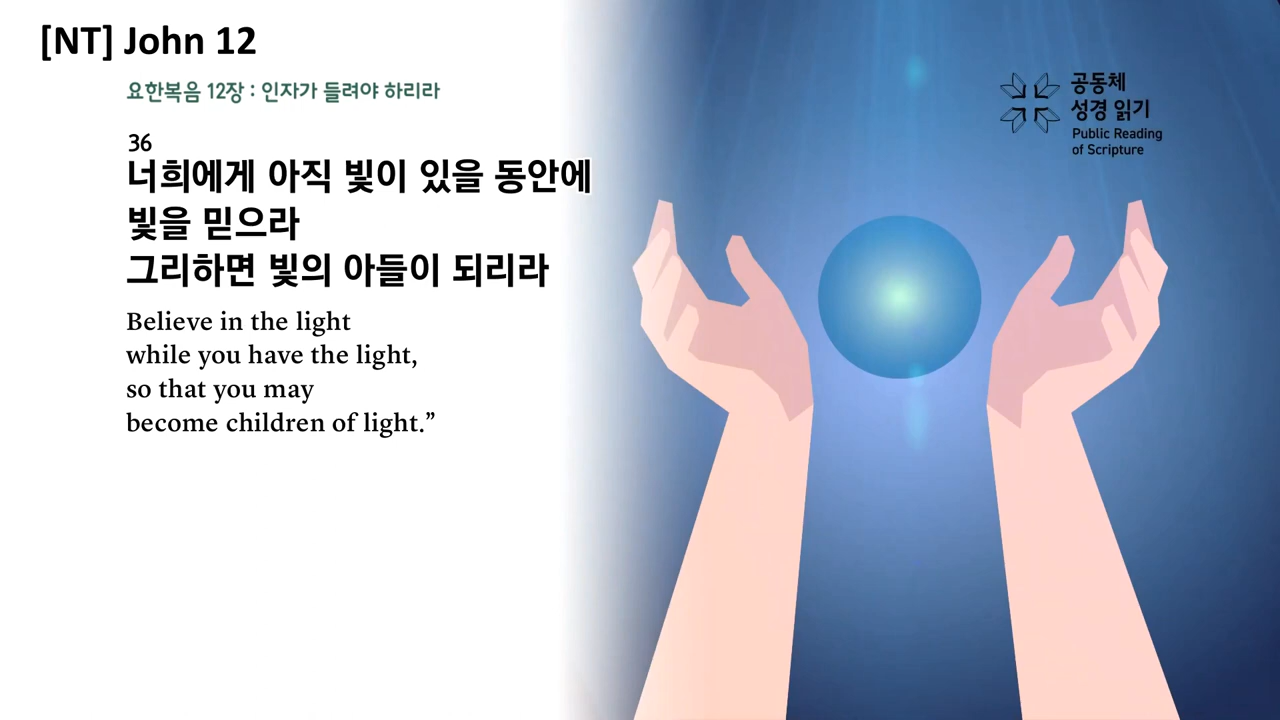 [NT] John 12
요한복음 12장 : 인자가 들려야 하리라
36
너희에게 아직 빛이 있을 동안에
빛을 믿으라
그리하면 빛의 아들이 되리라
Believe in the light
while you have the light,
so that you may
become children of light.”
공동체
성경 읽기
Public Reading
of Scripture